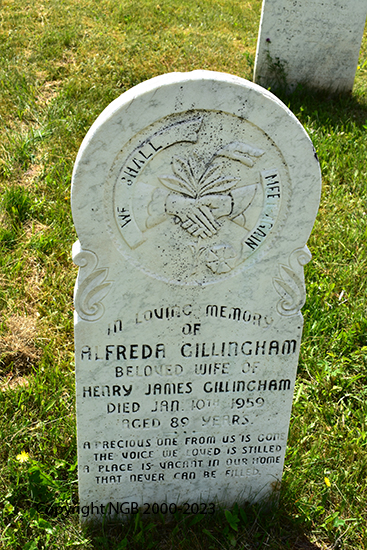 WE SHALL
MEET AGAIN
IN LOVING MEMORY
OF
ALFREDA GILLINGHAM
BELOVED WIFE OF
HENRY JAMES GILLINGHAM
DIED JAN. 10TH 1959
AGED 89 YEARS.
A PRECIOUS ONE FROM US IS GONE
THE VOICE WE LOVED IS STILLED
A PLACE IS VACANT IN OUR HOME
THAT NEVER CAN BE FILLED.
Copyright NGB 2000-2023